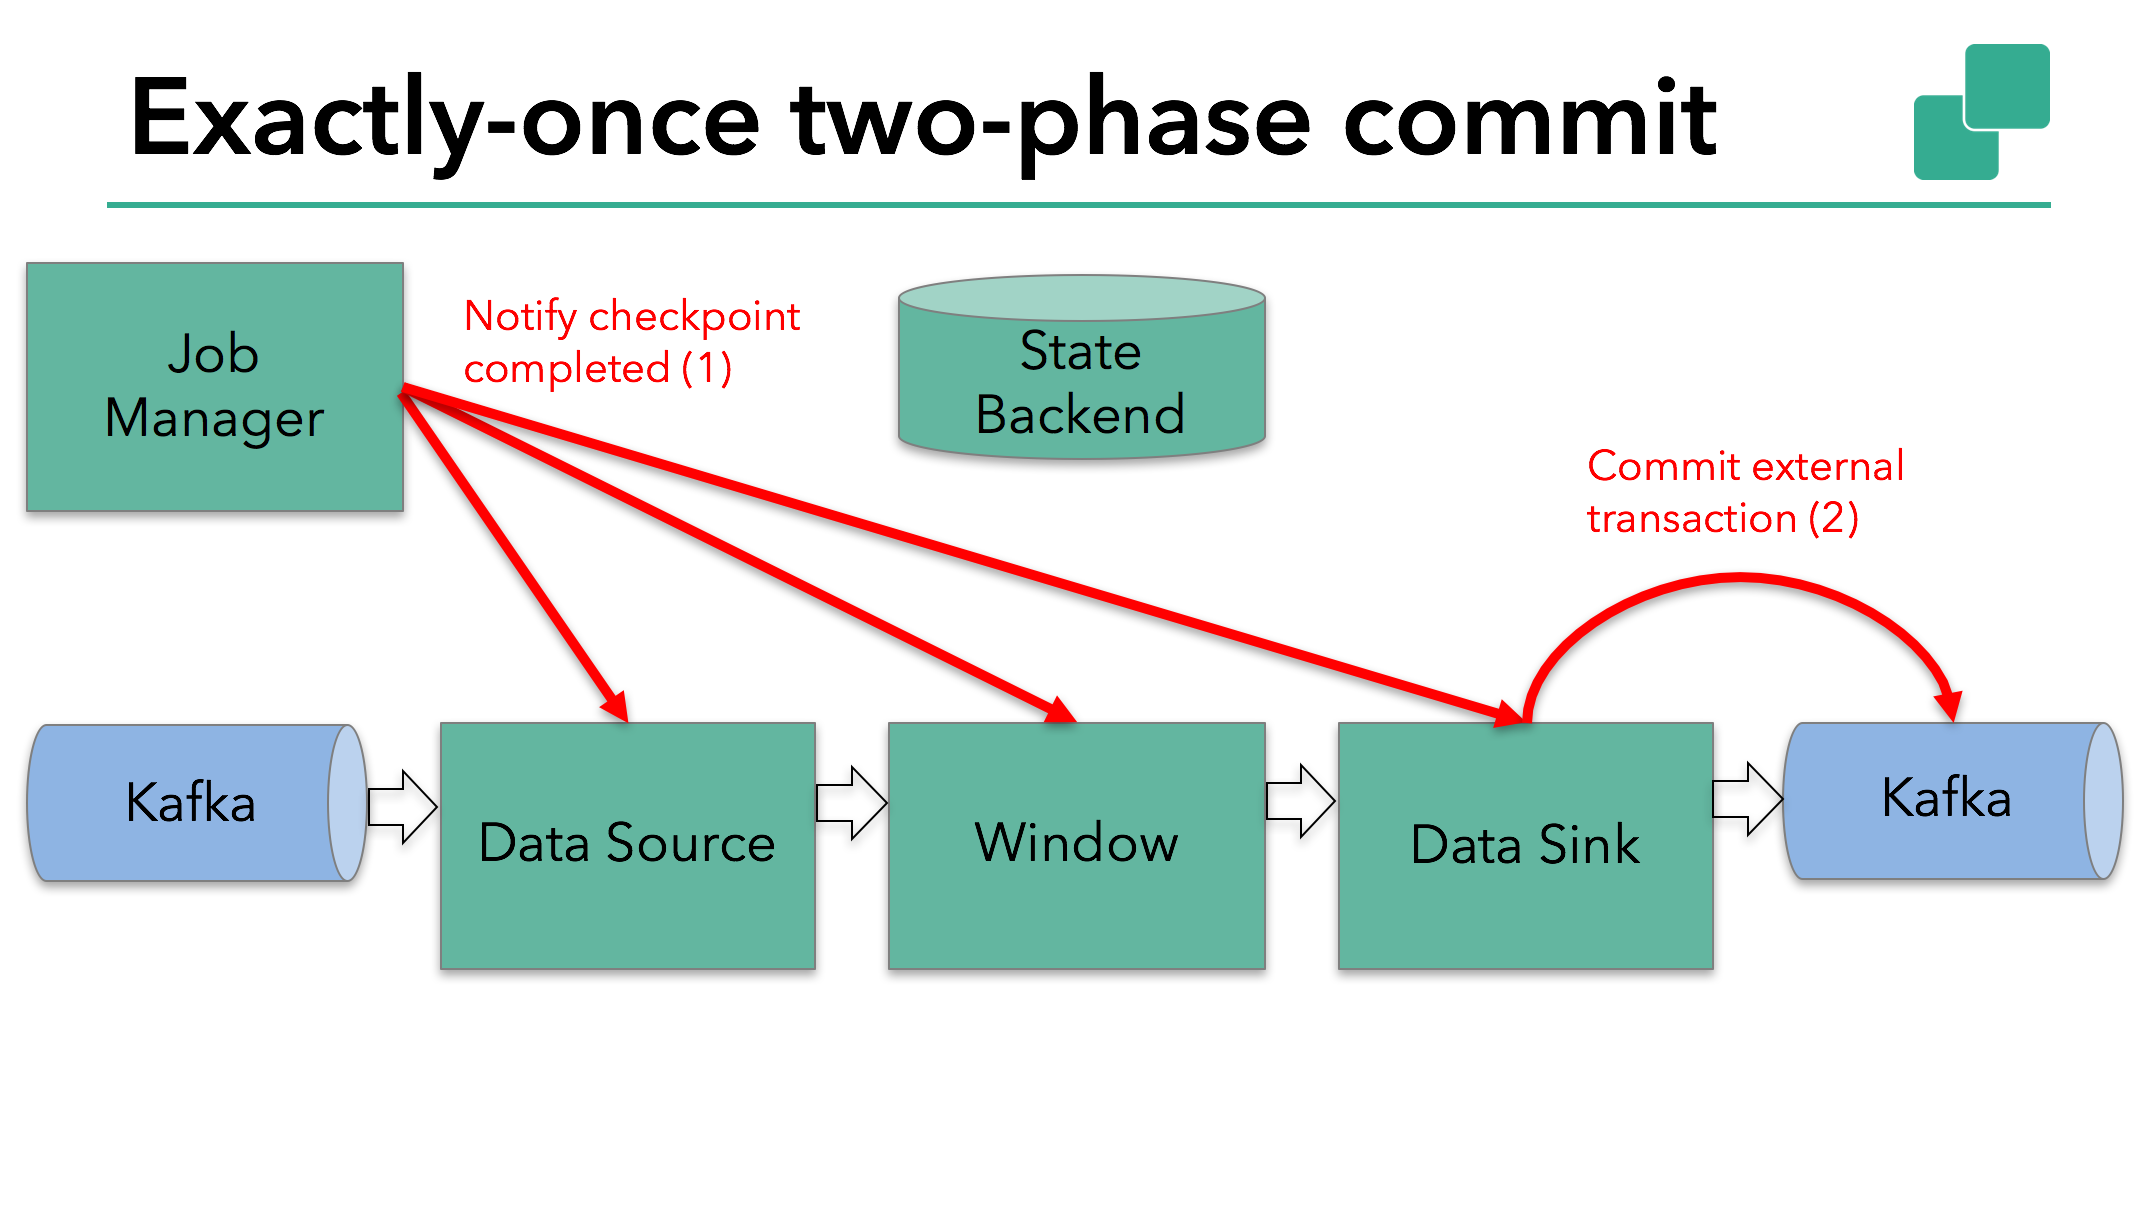 Exactly-once two-phase commit
Job
Manager
Notify checkpoint
completed (1)
State
Backend
Commit external
transaction (2)
Kafka
Data Source
Window
Data Sink
Kafka